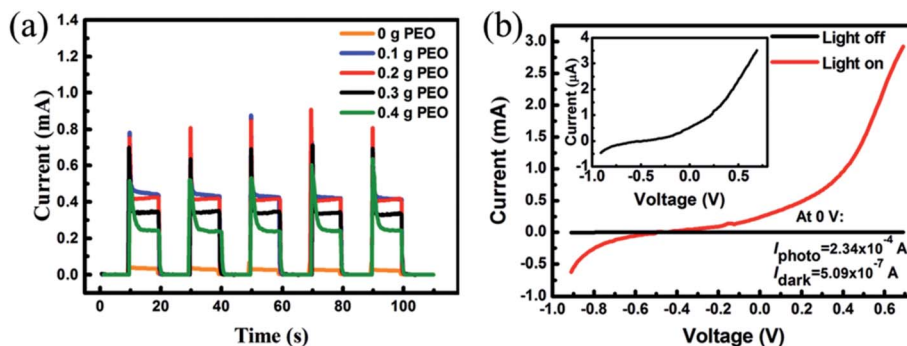 (a)
1.4
1.2
1.0
0.8
0.6
0.4
0.2
0.0
Current (mA)
0 g PEO
0.1 g PEO
0.2 g PEO
0.3 g PEO
0.4 g PEO
0 20 40 60 80 100
Time (s)
(b)
3.0
2.5
2.0
1.5
1.0
0.5
0.0
-0.5
-1.0
Current (mA)
4
3
2
1
0
-1
Current (μA)
-1.0 -0.5 0.0 0.5
Voltage (V)
Light off
Light on
At 0 V:
Iphoto=2.34x10-4 A
Idark=5.09x10-7 A
-1.0 -0.8 -0.6 -0.4 -0.2 0.0 0.2 0.4 0.6
Voltage (V)